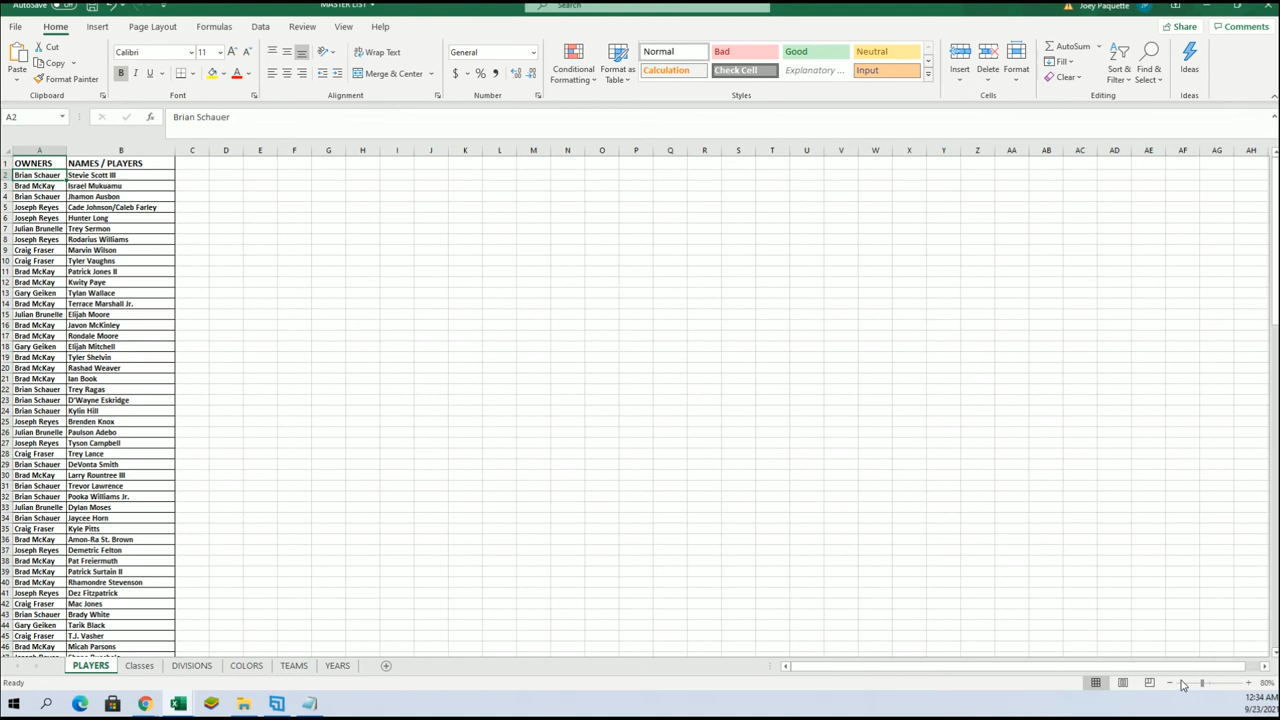 AutoSave Off MASTER LIST Search Joey Paquette JP
File Home Insert Page Layout Formulas Data Review View Help Share Comments
Paste Cut Copy Format Painter Clipboard
Calibri 11 A A B I U A Font
Wrap Text Merge & Center Alignment
General $ % , Number
Conditional Formatting Format as Table
Normal Bad Good Neutral
Calculation Check Cell Explanatory ... Input
Styles
Insert Delete Format Cells
AutoSum Fill Clear Sort & Filter Find & Select Editing
Ideas Ideas
A2 fx Brian Schauer
A B C D E F G H I J K L M N O P Q R S T U V W X Y Z AA AB AC AD AE AF AG AH
1 OWNERS NAMES / PLAYERS
2 Brian Schauer Stevie Scott III
3 Brad McKay Israel Mukuamu
4 Brian Schauer Jhamon Ausbon
5 Joseph Reyes Cade Johnson/Caleb Farley
6 Joseph Reyes Hunter Long
7 Julian Brunelle Trey Sermon
8 Joseph Reyes Rodarius Williams
9 Craig Fraser Marvin Wilson
10 Craig Fraser Tyler Vaughns
11 Brad McKay Patrick Jones II
12 Brad McKay Kwity Paye
13 Gary Geiken Tylan Wallace
14 Brad McKay Terrace Marshall Jr.
15 Julian Brunelle Elijah Moore
16 Brad McKay Javon McKinley
17 Brad McKay Rondale Moore
18 Gary Geiken Elijah Mitchell
19 Brad McKay Tyler Shelvin
20 Brad McKay Rashad Weaver
21 Brad McKay Ian Book
22 Brian Schauer Trey Ragas
23 Brian Schauer D'Wayne Eskridge
24 Brian Schauer Kylin Hill
25 Joseph Reyes Brenden Knox
26 Julian Brunelle Paulson Adebo
27 Joseph Reyes Tyson Campbell
28 Craig Fraser Trey Lance
29 Brian Schauer DeVonta Smith
30 Brad McKay Larry Rountree III
31 Brian Schauer Trevor Lawrence
32 Brian Schauer Pooka Williams Jr.
33 Julian Brunelle Dylan Moses
34 Brian Schauer Jaycee Horn
35 Craig Fraser Kyle Pitts
36 Brad McKay Amon-Ra St. Brown
37 Joseph Reyes Demetric Felton
38 Brad McKay Pat Freiermuth
39 Brad McKay Patrick Surtain II
40 Brad McKay Rhamondre Stevenson
41 Joseph Reyes Dez Fitzpatrick
42 Craig Fraser Mac Jones
43 Brian Schauer Brady White
44 Gary Geiken Tarik Black
45 Craig Fraser T.J. Vasher
46 Brad McKay Micah Parsons
PLAYERS Classes DIVISIONS COLORS TEAMS YEARS
Ready 80%
12:34 AM
9/23/2021